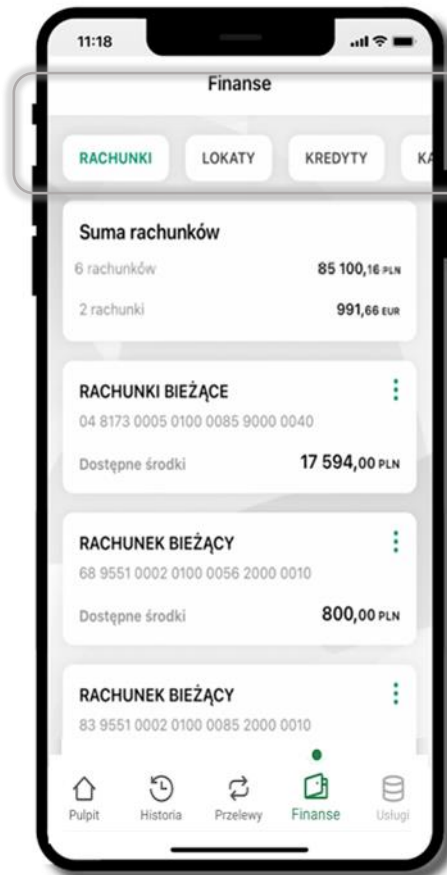 11:18
Finanse
RACHUNKI LOKATY KREDYTY KA
Suma rachunków
6 rachunków 85 100,16 PLN
2 rachunki 991,66 EUR
RACHUNKI BIEŻĄCE
04 8173 0005 0100 0085 9000 0040
Dostępne środki 17 594,00 PLN
RACHUNEK BIEŻĄCY
68 9551 0002 0100 0056 2000 0010
Dostępne środki 800,00 PLN
RACHUNEK BIEŻĄCY
83 9551 0002 0100 0085 2000 0010
Pulpit Historia Przelewy Finanse Usługi